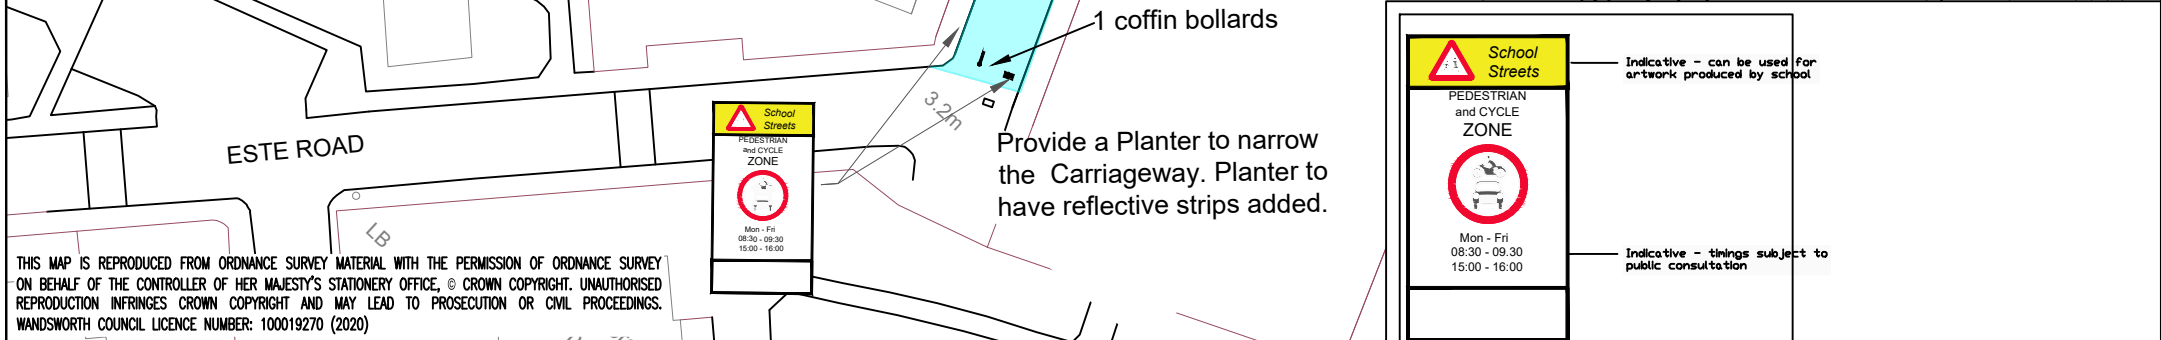 1 coffin bollards
3.2m
Provide a Planter to narrow
the Carriageway. Planter to
have reflective strips added.
ESTE ROAD
LB
School
Streets
PEDESTRIAN
and CYCLE
ZONE
Mon - Fri
08:30 - 09:30
15:00 - 16:00
THIS MAP IS REPRODUCED FROM ORDNANCE SURVEY MATERIAL WITH THE PERMISSION OF ORDNANCE SURVEY
ON BEHALF OF THE CONTROLLER OF HER MAJESTY'S STATIONERY OFFICE, © CROWN COPYRIGHT. UNAUTHORISED
REPRODUCTION INFRINGES CROWN COPYRIGHT AND MAY LEAD TO PROSECUTION OR CIVIL PROCEEDINGS.
WANDSWORTH COUNCIL LICENCE NUMBER: 100019270 (2020)
School
Streets
PEDESTRIAN
and CYCLE
ZONE
Mon - Fri
08:30 - 09.30
15:00 - 16:00
Indicative - can be used for
artwork produced by school
Indicative - timings subject to
public consultation